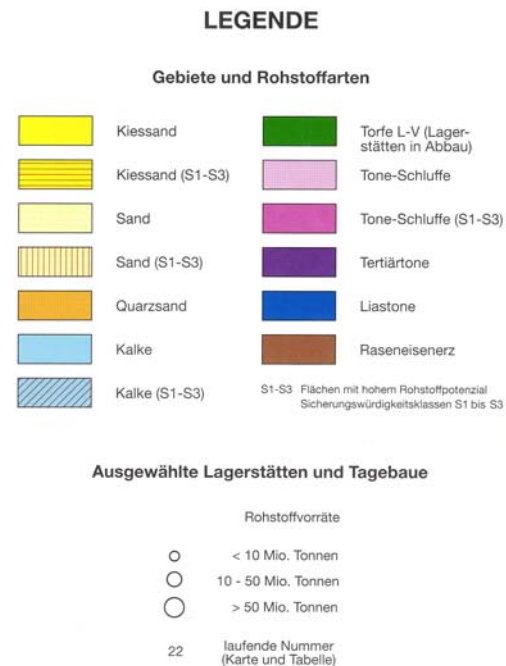 LEGENDE
Gebiete und Rohstoffarten
Kiessand
Kiessand (S1-S3)
Sand
Sand (S1-S3)
Quarzsand
Kalke
Kalke (S1-S3)
Torfe L-V (Lager-
stätten in Abbau)
Tone-Schluffe
Tone-Schluffe (S1-S3)
Tertiärtone
Liastone
Raseneisenerz
S1-S3 Flächen mit hohem Rohstoffpotenzial
Sicherungswürdigkeitsklassen S1 bis S3
Ausgewählte Lagerstätten und Tagebaue
Rohstoffvorräte
< 10 Mio. Tonnen
10 - 50 Mio. Tonnen
> 50 Mio. Tonnen
22 laufende Nummer
(Karte und Tabelle)